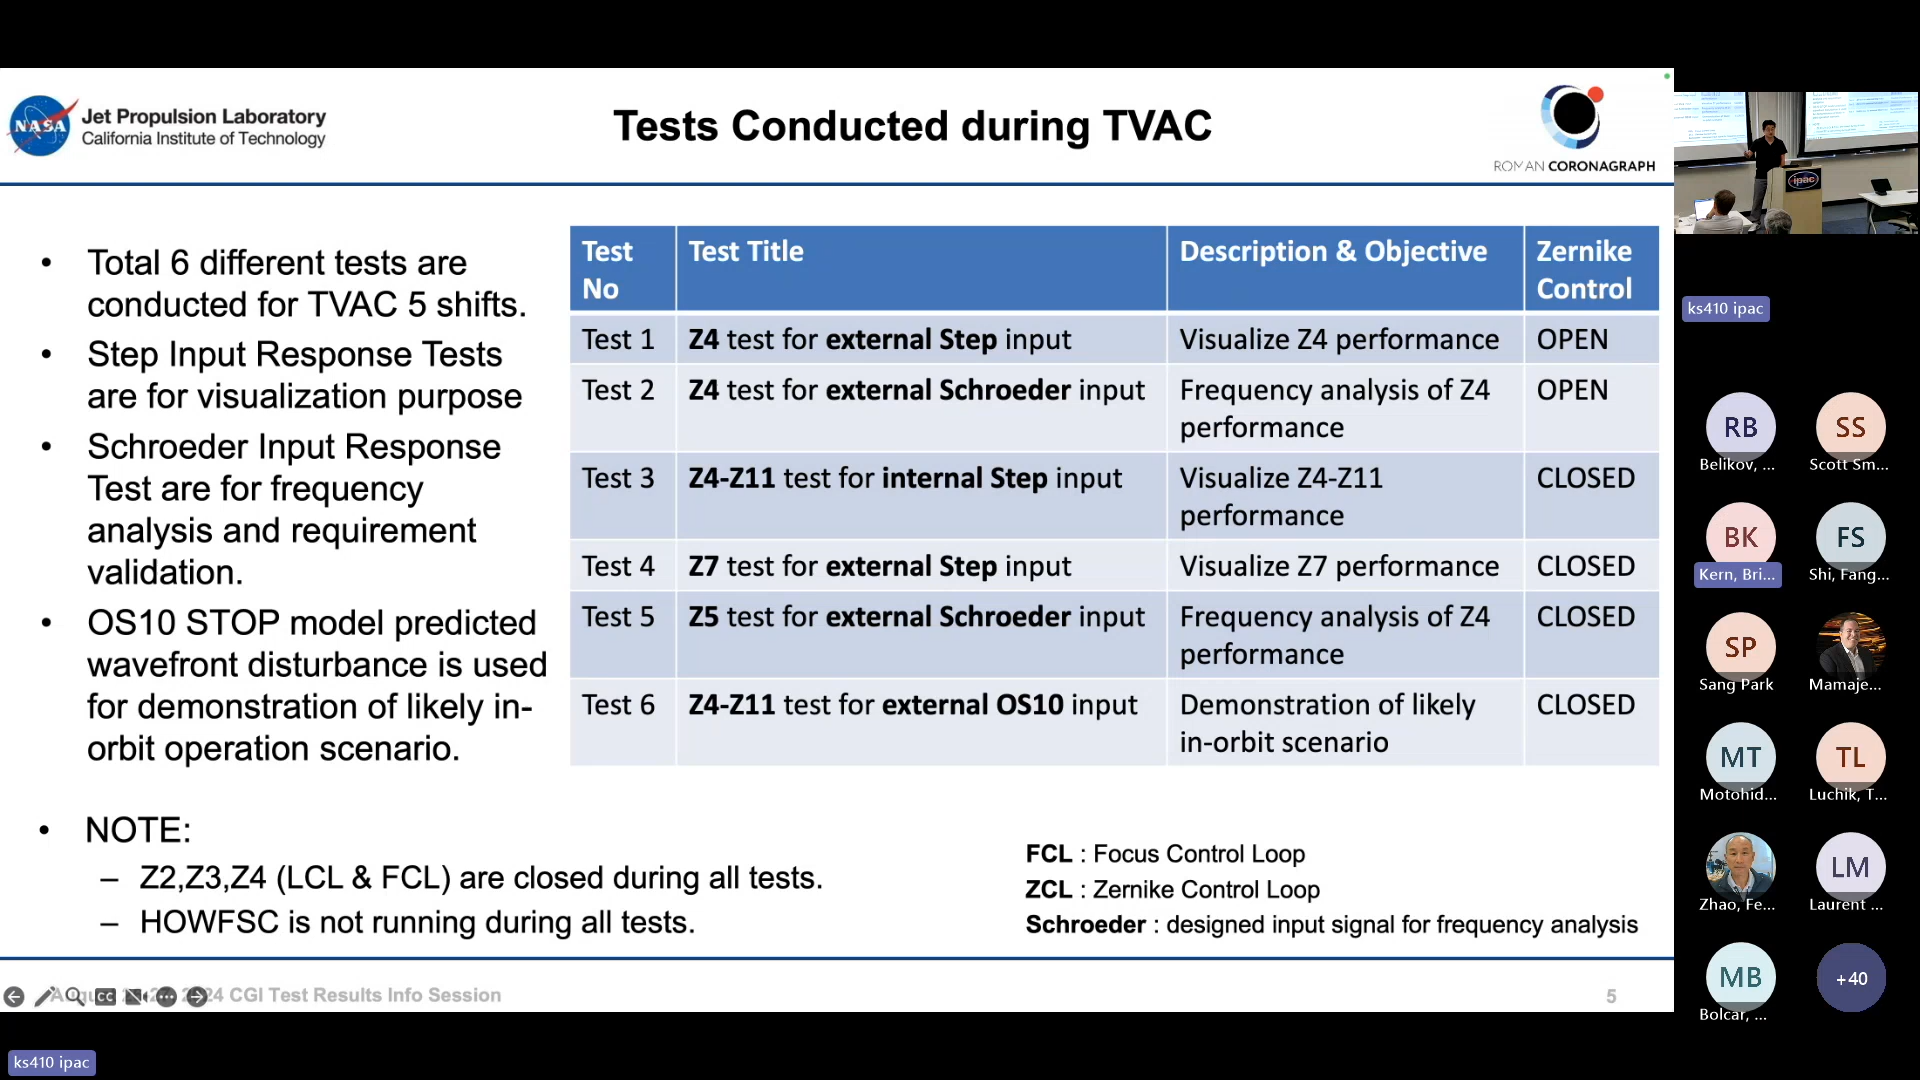 NASA
Jet Propulsion Laboratory
California Institute of Technology
Tests Conducted during TVAC
ROMAN CORONAGRAPH
• Total 6 different tests are
conducted for TVAC 5 shifts.
• Step Input Response Tests
are for visualization purpose
• Schroeder Input Response
Test are for frequency
analysis and requirement
validation.
• OS10 STOP model predicted
wavefront disturbance is used
for demonstration of likely in-
orbit operation scenario.
• NOTE:
– Z2,Z3,Z4 (LCL & FCL) are closed during all tests.
– HOWFSC is not running during all tests.
Test No Test Title Description & Objective Zernike Control
Test 1 Z4 test for external Step input Visualize Z4 performance OPEN
Test 2 Z4 test for external Schroeder input Frequency analysis of Z4 performance OPEN
Test 3 Z4-Z11 test for internal Step input Visualize Z4-Z11 performance CLOSED
Test 4 Z7 test for external Step input Visualize Z7 performance CLOSED
Test 5 Z5 test for external Schroeder input Frequency analysis of Z4 performance CLOSED
Test 6 Z4-Z11 test for external OS10 input Demonstration of likely in-orbit scenario CLOSED
FCL : Focus Control Loop
ZCL : Zernike Control Loop
Schroeder : designed input signal for frequency analysis
CGI Test Results Info Session
5
ipac
ks410 ipac
RB SS
Belikov, ... Scott Sm...
BK FS
Kern, Bri... Shi, Fang...
SP
Sang Park Mamaje...
MT TL
Motohid... Luchik, T...
LM
Zhao, Fe... Laurent ...
MB +40
Bolcar, ...
CC
ks410 ipac